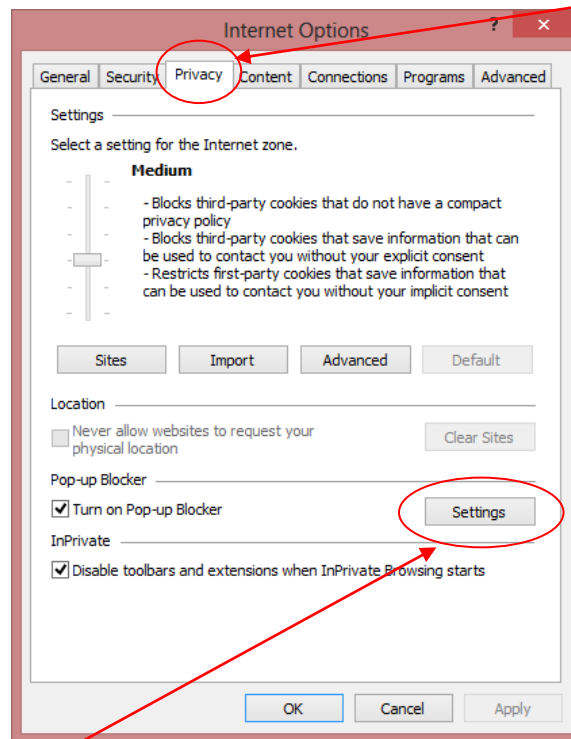 Internet Options ? ×
General Security Privacy Content Connections Programs Advanced
Settings
Select a setting for the Internet zone.
Medium
- Blocks third-party cookies that do not have a compact
privacy policy
- Blocks third-party cookies that save information that can
be used to contact you without your explicit consent
- Restricts first-party cookies that save information that
can be used to contact you without your implicit consent
Sites Import Advanced Default
Location
Never allow websites to request your
physical location
Clear Sites
Pop-up Blocker
Turn on Pop-up Blocker
Settings
InPrivate
Disable toolbars and extensions when InPrivate Browsing starts
OK Cancel Apply